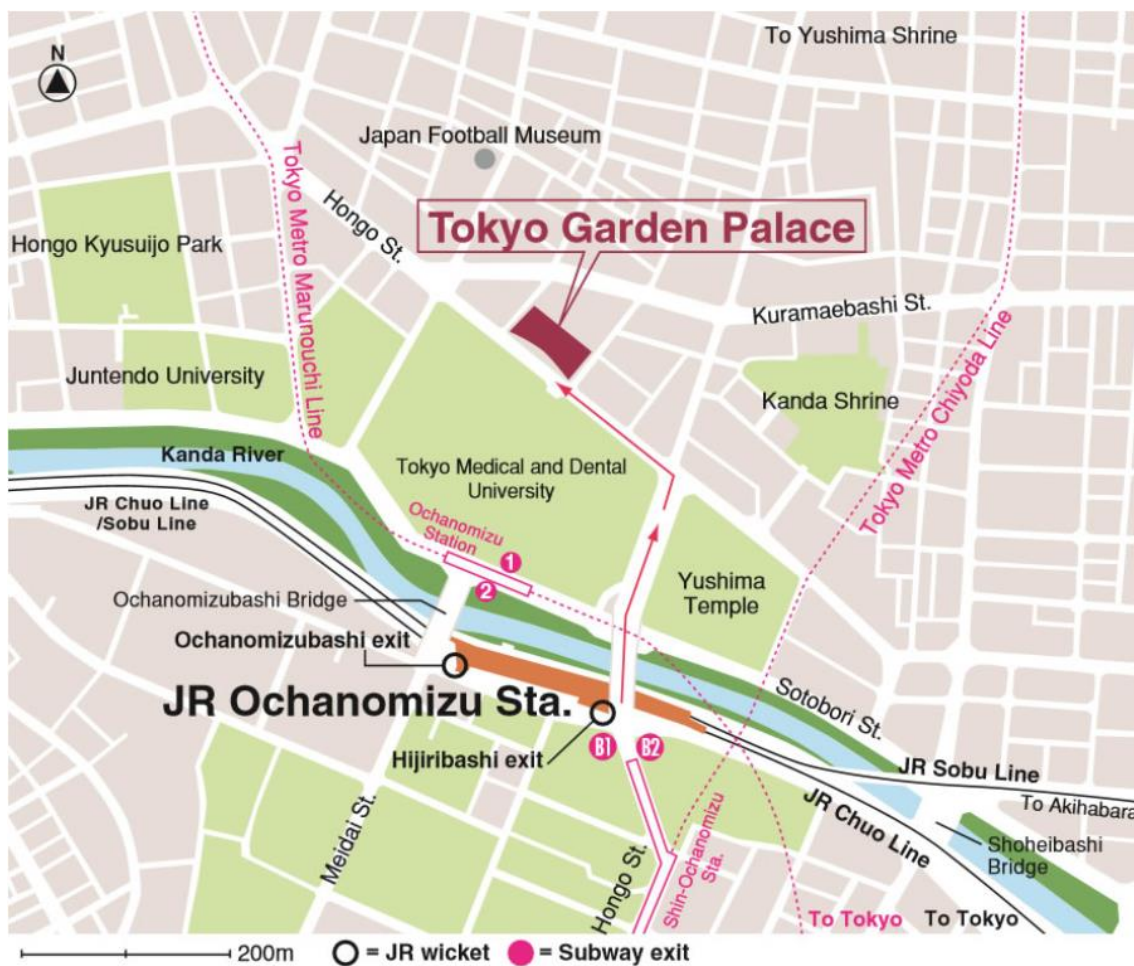 To Yushima Shrine
N
Japan Football Museum
Tokyo Metro Marunouchi Line
Hongo St.
Tokyo Garden Palace
Hongo Kyusuijo Park
Kuramaebashi St.
Tokyo Metro Chiyoda Line
Juntendo University
Kanda Shrine
Kanda River
Tokyo Medical and Dental
University
JR Chuo Line
/Sobu Line
Ochanomizu
Station
1
2
Yushima
Temple
Ochanomizubashi Bridge
Ochanomizubashi exit
JR Ochanomizu Sta.
Sotobori St.
Hijiribashi exit
B1
B2
JR Sobu Line
JR Chuo Line
To Akihabara
Shoheibashi
Bridge
Meidai St.
Hongo St.
Shin-Ochanomizu
Sta.
To Tokyo
To Tokyo
200m
= JR wicket
= Subway exit